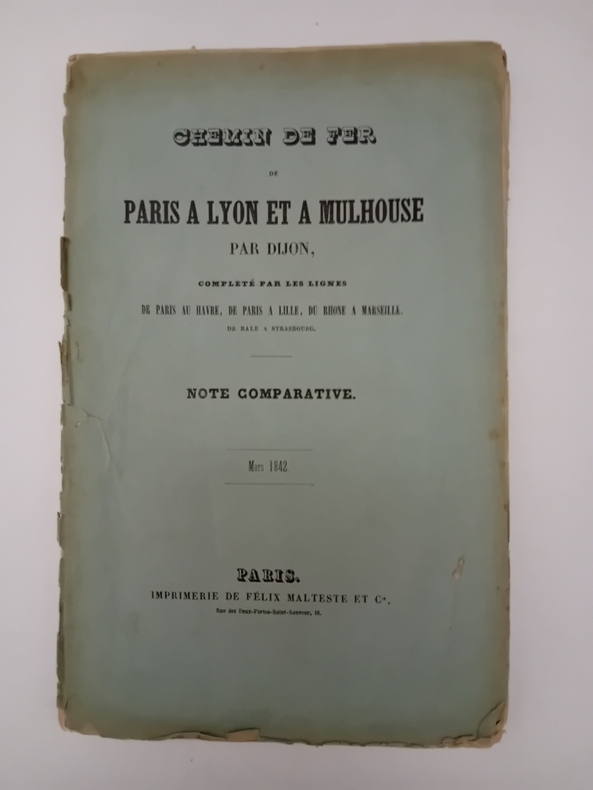 CHEMIN DE FER
DE
PARIS A LYON ET A MULHOUSE
PAR DIJON,
COMPLETÉ PAR LES LIGNES
DE PARIS AU HAVRE, DE PARIS A LILLE, DU RHONE A MARSEILLE,
DE BALE A STRASBOURG.
NOTE COMPARATIVE.
Mars 1842.
PARIS.
IMPRIMERIE DE FÉLIX MALTESTE ET Cie,
Rue des Deux-Portes-Saint-Sauveur, 18.